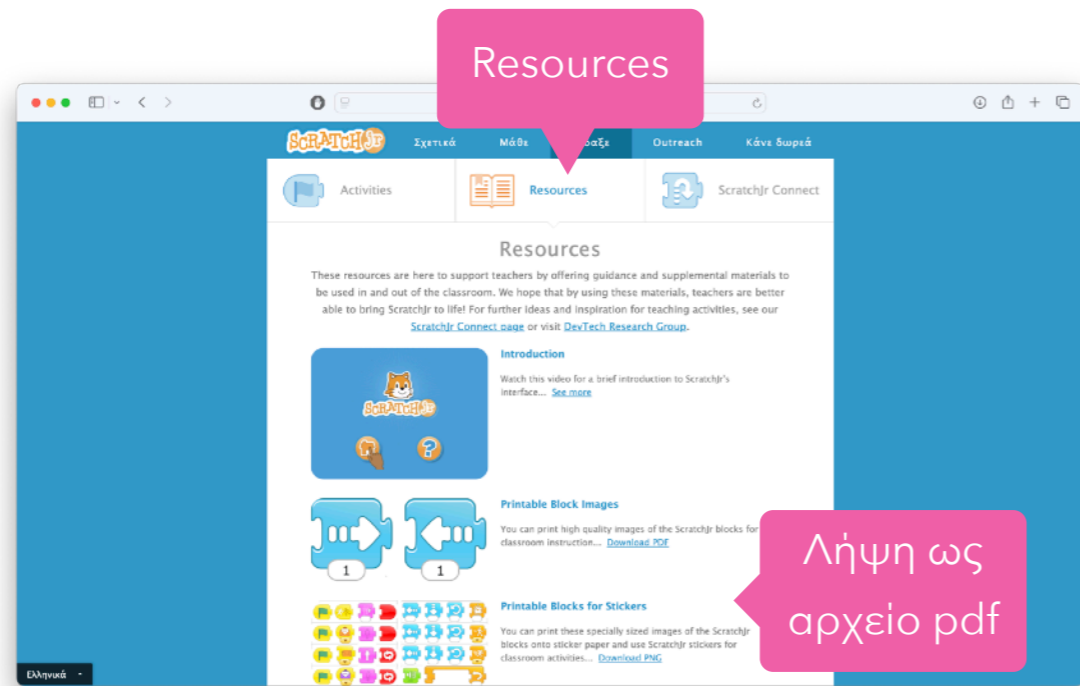 Resources
SCRATCHJR
Σχετικά Μάθε Outreach Κάνε δωρεά
Activities Resources ScratchJr Connect
Resources
These resources are here to support teachers by offering guidance and supplemental materials to
be used in and out of the classroom. We hope that by using these materials, teachers are better
able to bring ScratchJr to life! For further ideas and inspiration for teaching activities, see our
ScratchJr Connect page or visit DevTech Research Group.
Introduction
Watch this video for a brief introduction to ScratchJr's
interface... See more
SCRATCHJR
?
Printable Block Images
You can print high quality images of the ScratchJr blocks for
classroom instruction... Download PDF
1 1
Λήψη ως
αρχείο pdf
Printable Blocks for Stickers
You can print these specially sized images of the ScratchJr
blocks onto sticker paper and use ScratchJr stickers for
classroom activities... Download PNG
Ελληνικά